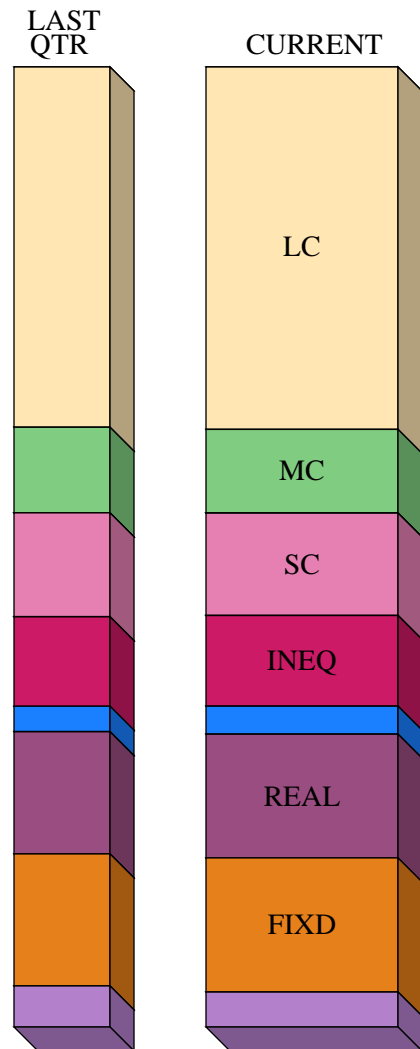 LAST
QTR
CURRENT
LC
MC
SC
INEQ
REAL
FIXD